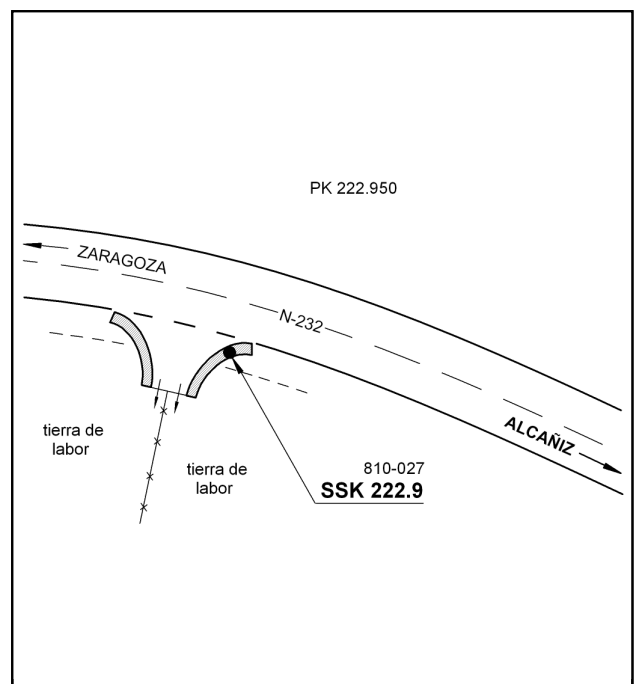 PK 222.950
ZARAGOZA
N-232
ALCAÑIZ
tierra de
labor
tierra de
labor
810-027
SSK 222.9